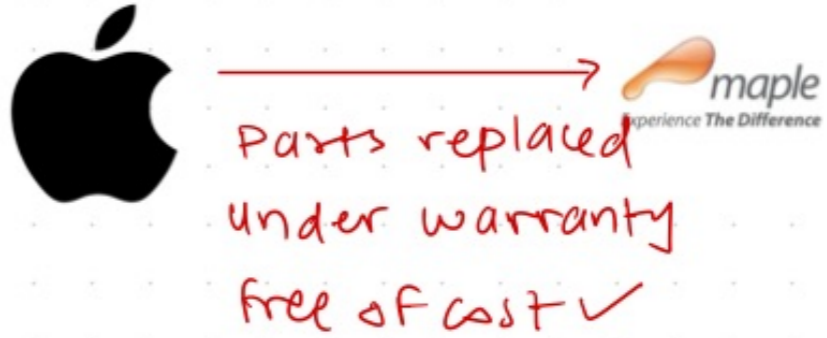 maple
Experience The Difference
Parts replaced
under warranty
free of cost ✓